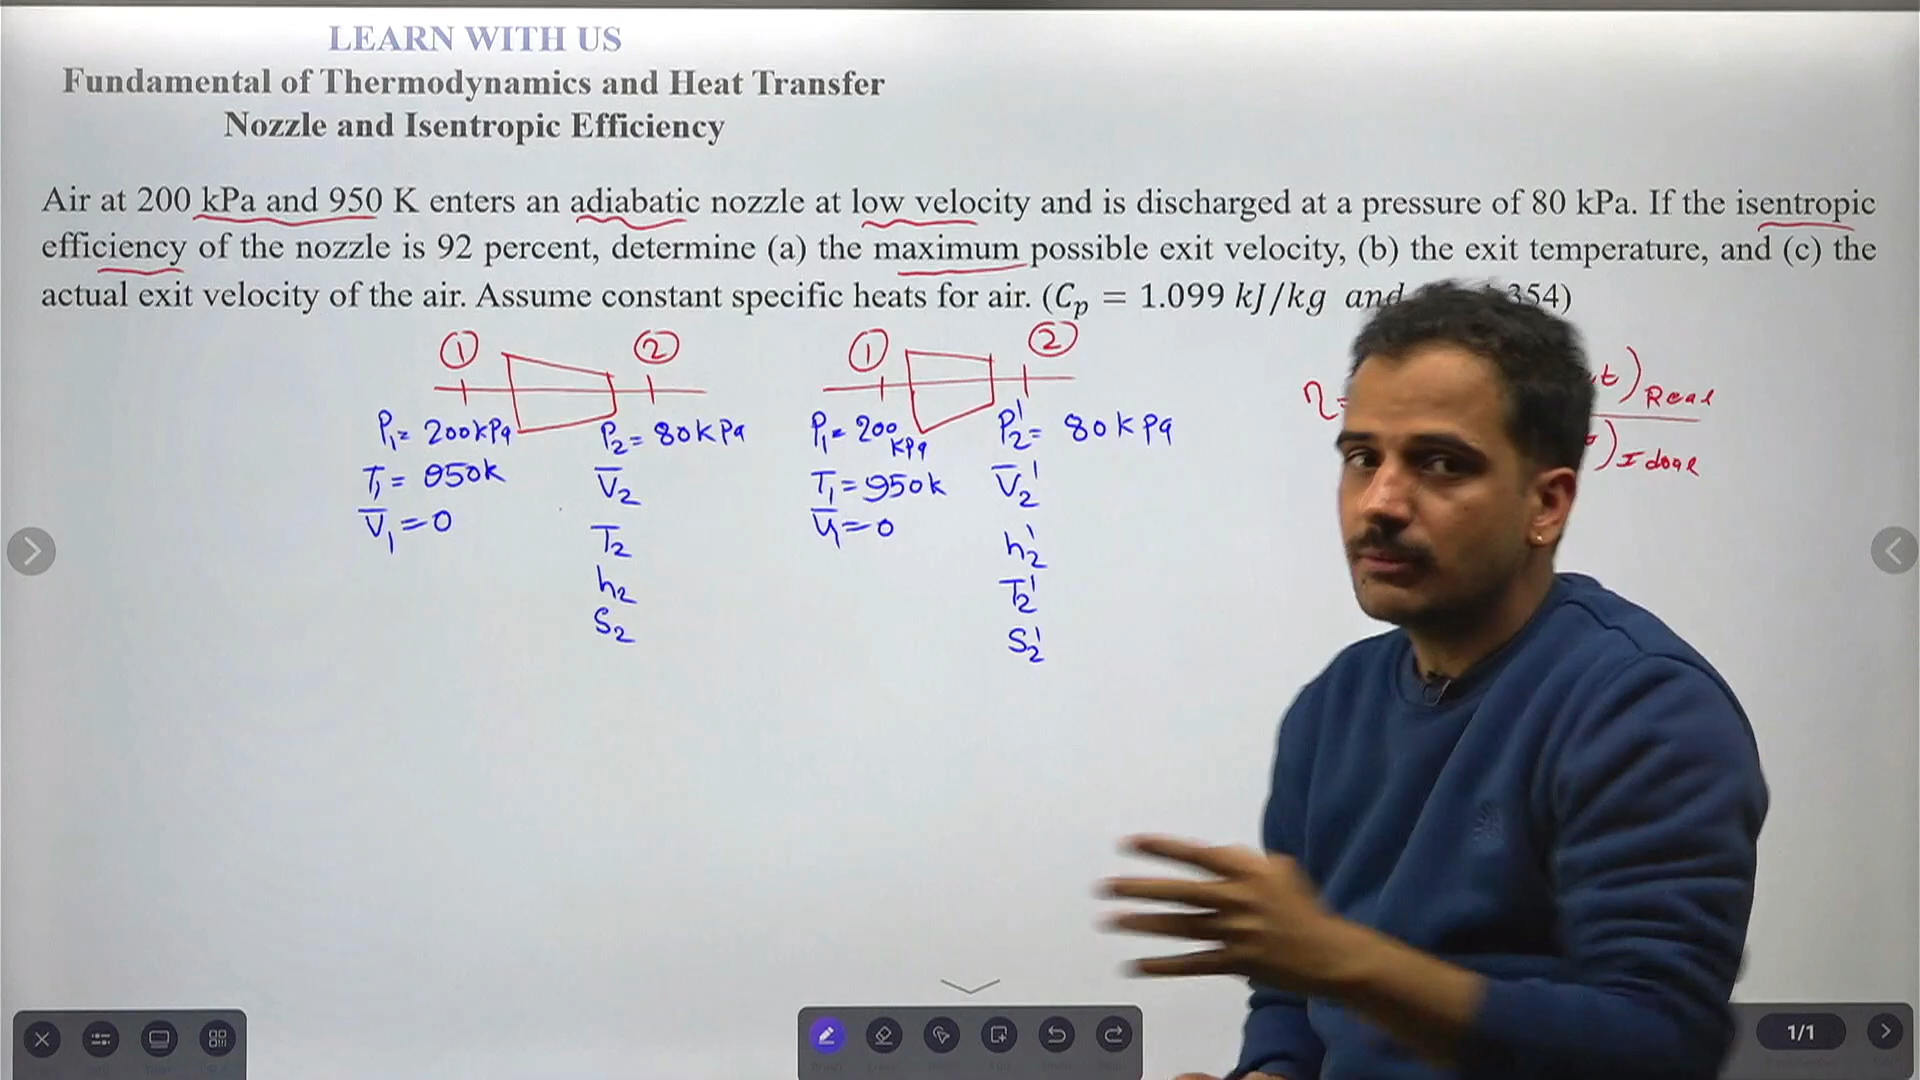 LEARN WITH US
Fundamental of Thermodynamics and Heat Transfer
Nozzle and Isentropic Efficiency
Air at 200 kPa and 950 K enters an adiabatic nozzle at low velocity and is discharged at a pressure of 80 kPa. If the isentropic
efficiency of the nozzle is 92 percent, determine (a) the maximum possible exit velocity, (b) the exit temperature, and (c) the
actual exit velocity of the air. Assume constant specific heats for air. (Cp = 1.099 kJ/kg and 354)
① ② ① ②
P₁= 200kPa P₂= 80kPa P₁= 200 kPa P₂'= 80kPa
T₁= 950k V̅₂ T₁=950k V̅₂'
V̅₁=0 T₂ V̅₁=0 h₂'
h₂ T₂'
S₂ S₂'
η= t) Real
) Ideal
1/1